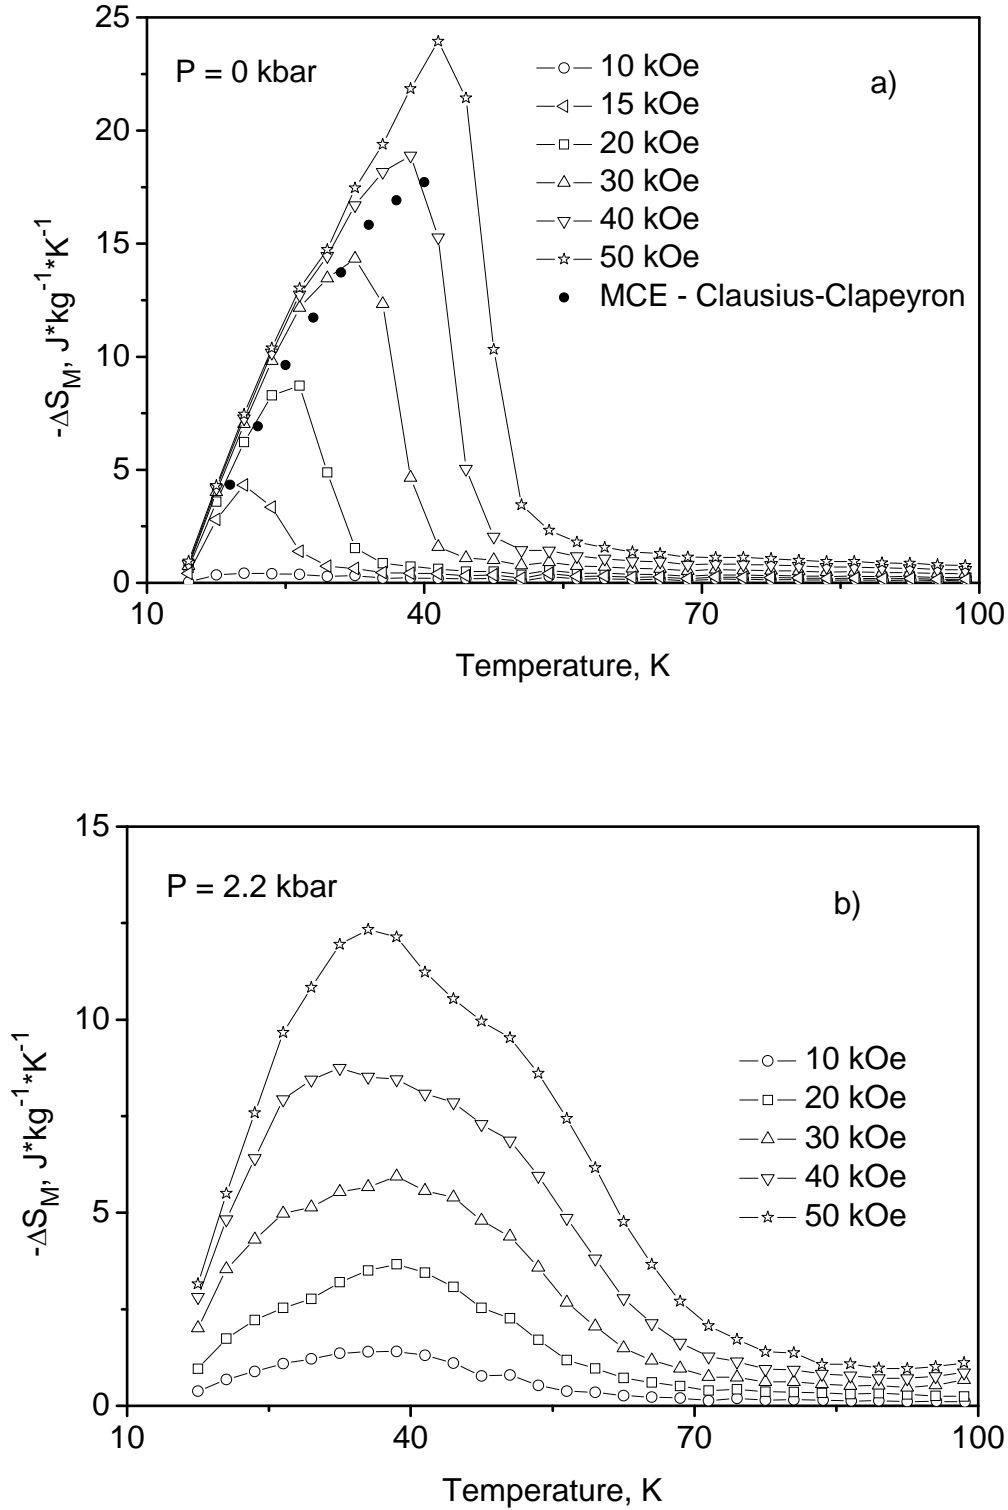 25
P = 0 kbar
10 kOe
a)
15 kOe
20
20 kOe
30 kOe
40 kOe
15
50 kOe
MCE - Clausius-Clapeyron
-ΔS_M, J*kg^-1*K^-1
10
5
0
10
40
70
100
Temperature, K
15
P = 2.2 kbar
b)
10
-ΔS_M, J*kg^-1*K^-1
10 kOe
20 kOe
30 kOe
40 kOe
5
50 kOe
0
10
40
70
100
Temperature, K